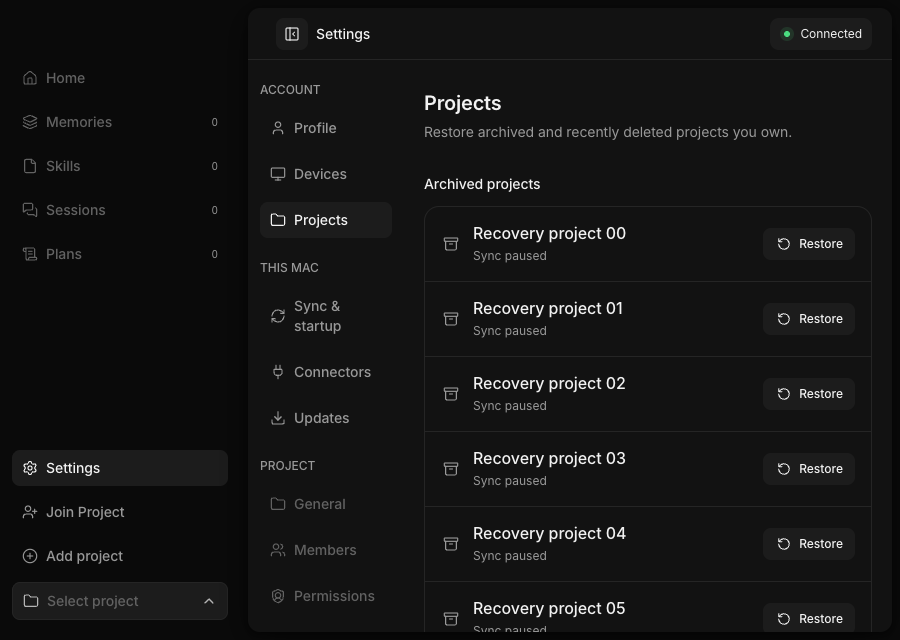 Home
Memories 0
Skills 0
Sessions 0
Plans 0
Settings
Join Project
Add project
Select project
Settings
Connected
ACCOUNT
Profile
Devices
Projects
THIS MAC
Sync &
startup
Connectors
Updates
PROJECT
General
Members
Permissions
Projects
Restore archived and recently deleted projects you own.
Archived projects
Recovery project 00
Sync paused
Restore
Recovery project 01
Sync paused
Restore
Recovery project 02
Sync paused
Restore
Recovery project 03
Sync paused
Restore
Recovery project 04
Sync paused
Restore
Recovery project 05
Sync paused
Restore